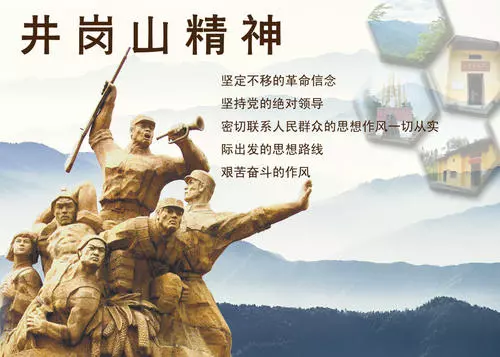 井岗山精神
坚定不移的革命信念
坚持党的绝对领导
密切联系人民群众的思想作风一切从实
际出发的思想路线
艰苦奋斗的作风